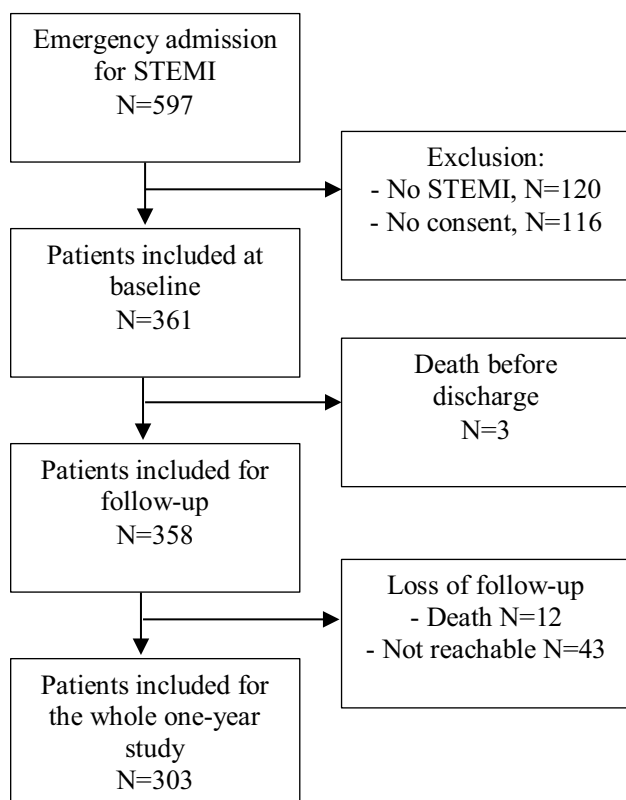 Emergency admission
for STEMI
N=597
Exclusion:
- No STEMI, N=120
- No consent, N=116
Patients included at
baseline
N=361
Death before
discharge
N=3
Patients included for
follow-up
N=358
Loss of follow-up
- Death N=12
- Not reachable N=43
Patients included for
the whole one-year
study
N=303